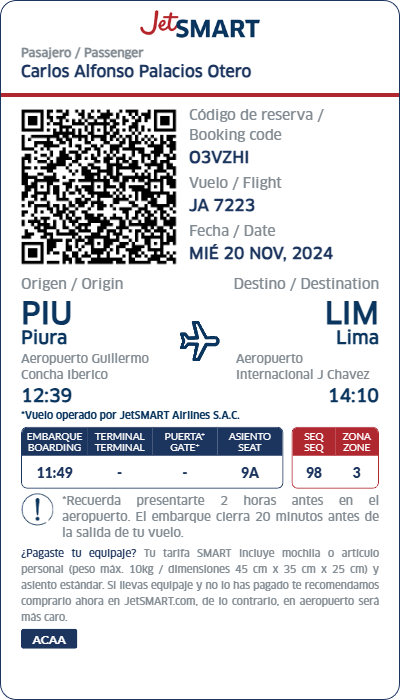 JetSMART
Pasajero / Passenger
Carlos Alfonso Palacios Otero
Código de reserva /
Booking code
O3VZHI
Vuelo / Flight
JA 7223
Fecha / Date
MIÉ 20 NOV, 2024
Origen / Origin Destino / Destination
PIU LIM
Piura Lima
Aeropuerto Guillermo Aeropuerto
Concha Iberico Internacional J Chavez
12:39 14:10
*Vuelo operado por JetSMART Airlines S.A.C.
EMBARQUE TERMINAL PUERTA* ASIENTO SEQ ZONA
BOARDING TERMINAL GATE* SEAT SEQ ZONE
11:49 - - 9A 98 3
*Recuerda presentarte 2 horas antes en el
aeropuerto. El embarque cierra 20 minutos antes de
la salida de tu vuelo.
¿Pagaste tu equipaje? Tu tarifa SMART incluye mochila o artículo
personal (peso máx. 10kg / dimensiones 45 cm x 35 cm x 25 cm) y
asiento estándar. Si llevas equipaje y no lo has pagado te recomendamos
comprarlo ahora en JetSMART.com, de lo contrario, en aeropuerto será
más caro.
ACAA